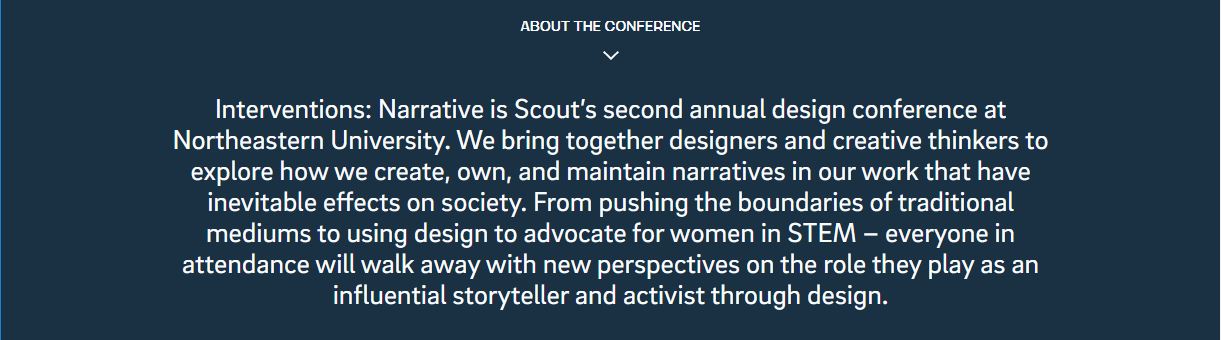 ABOUT THE CONFERENCE
Interventions: Narrative is Scout’s second annual design conference at
Northeastern University. We bring together designers and creative thinkers to
explore how we create, own, and maintain narratives in our work that have
inevitable effects on society. From pushing the boundaries of traditional
mediums to using design to advocate for women in STEM – everyone in
attendance will walk away with new perspectives on the role they play as an
influential storyteller and activist through design.